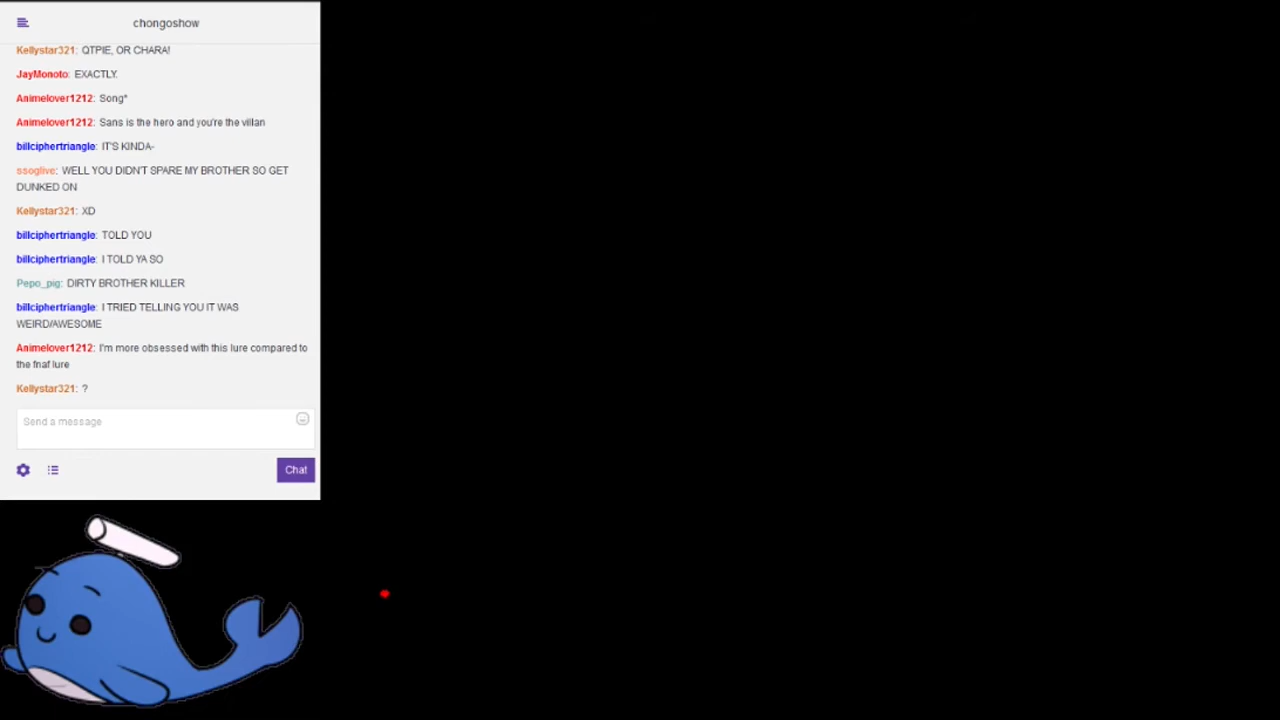 chongoshow
Kellystar321: QTPIE, OR CHARA!
JayMonoto: EXACTLY.
Animelover1212: Song*
Animelover1212: Sans is the hero and you're the villan
billciphertriangle: IT'S KINDA-
ssoglive: WELL YOU DIDN'T SPARE MY BROTHER SO GET
DUNKED ON
Kellystar321: XD
billciphertriangle: TOLD YOU
billciphertriangle: I TOLD YA SO
Pepo_pig: DIRTY BROTHER KILLER
billciphertriangle: I TRIED TELLING YOU IT WAS
WEIRD/AWESOME
Animelover1212: I'm more obsessed with this lure compared to
the fnaf lure
Kellystar321: ?
Send a message
Chat